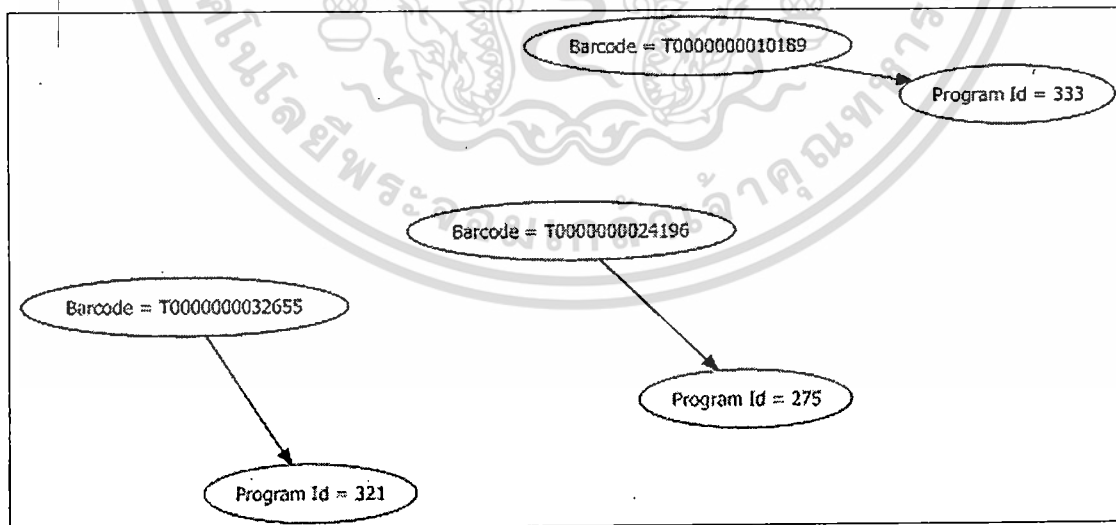 Barcode = T0000000010189
Program Id = 333
Barcode = T0000000024196
Barcode = T0000000032655
Program Id = 275
Program Id = 321